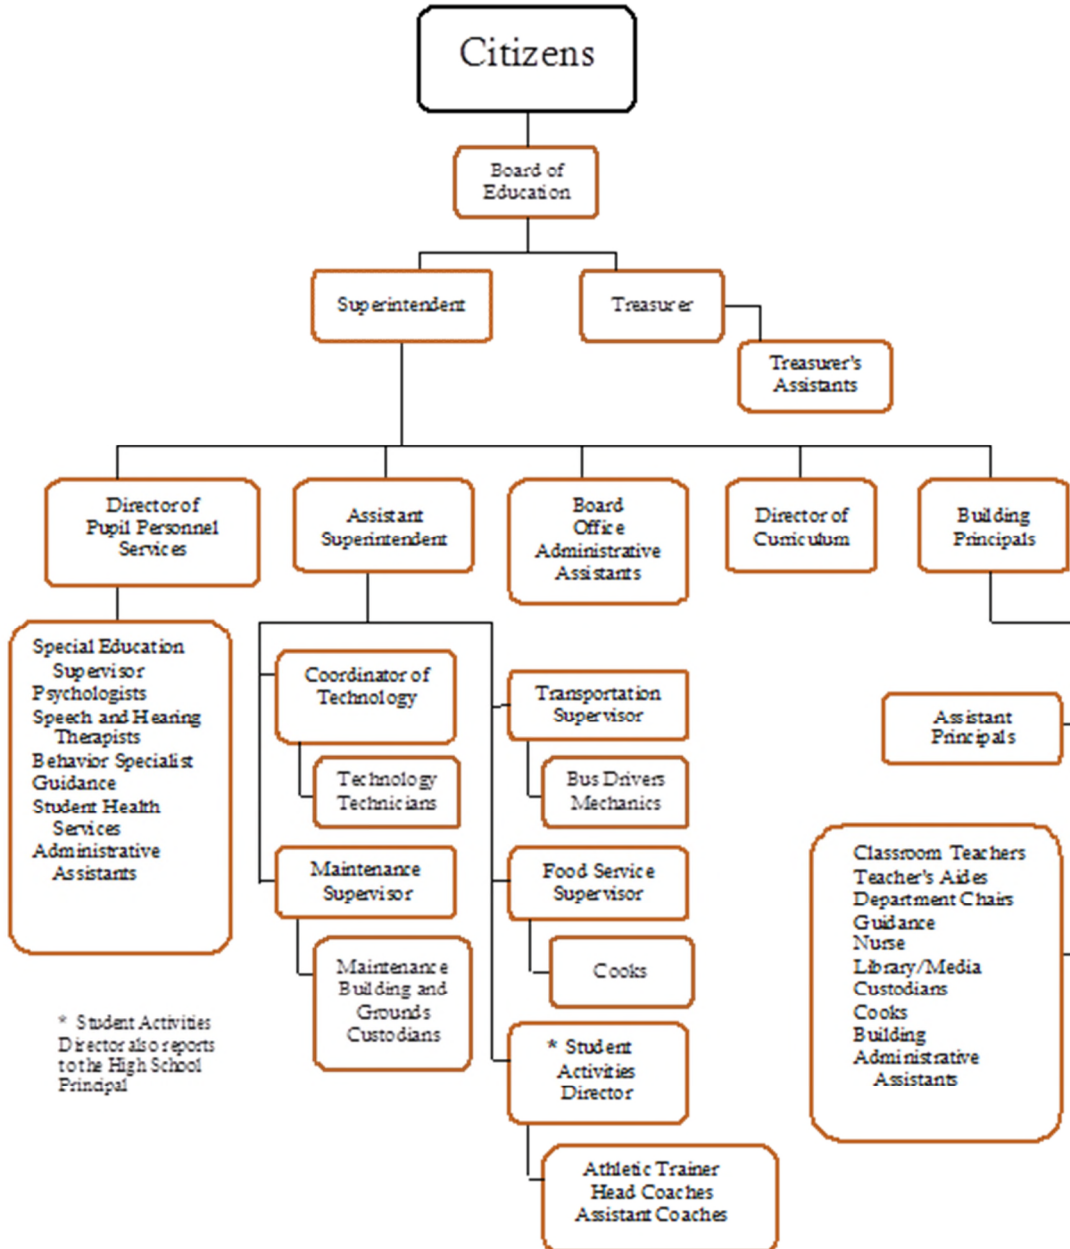 Citizens
Board of
Education
Superintendent
Treasurer
Treasurer's
Assistants
Director of
Pupil Personnel
Services
Assistant
Superintendent
Board
Office
Administrative
Assistants
Director of
Curriculum
Building
Principals
Special Education
Supervisor
Psychologists
Speech and Hearing
Therapists
Behavior Specialist
Guidance
Student Health
Services
Administrative
Assistants
Coordinator of
Technology
Technology
Technicians
Maintenance
Supervisor
Maintenance
Building and
Grounds
Custodians
Transportation
Supervisor
Bus Drivers
Mechanics
Food Service
Supervisor
Cooks
* Student
Activities
Director
Athletic Trainer
Head Coaches
Assistant Coaches
Assistant
Principals
Classroom Teachers
Teacher's Aides
Department Chairs
Guidance
Nurse
Library/Media
Custodians
Cooks
Building
Administrative
Assistants
* Student Activities
Director also reports
to the High School
Principal